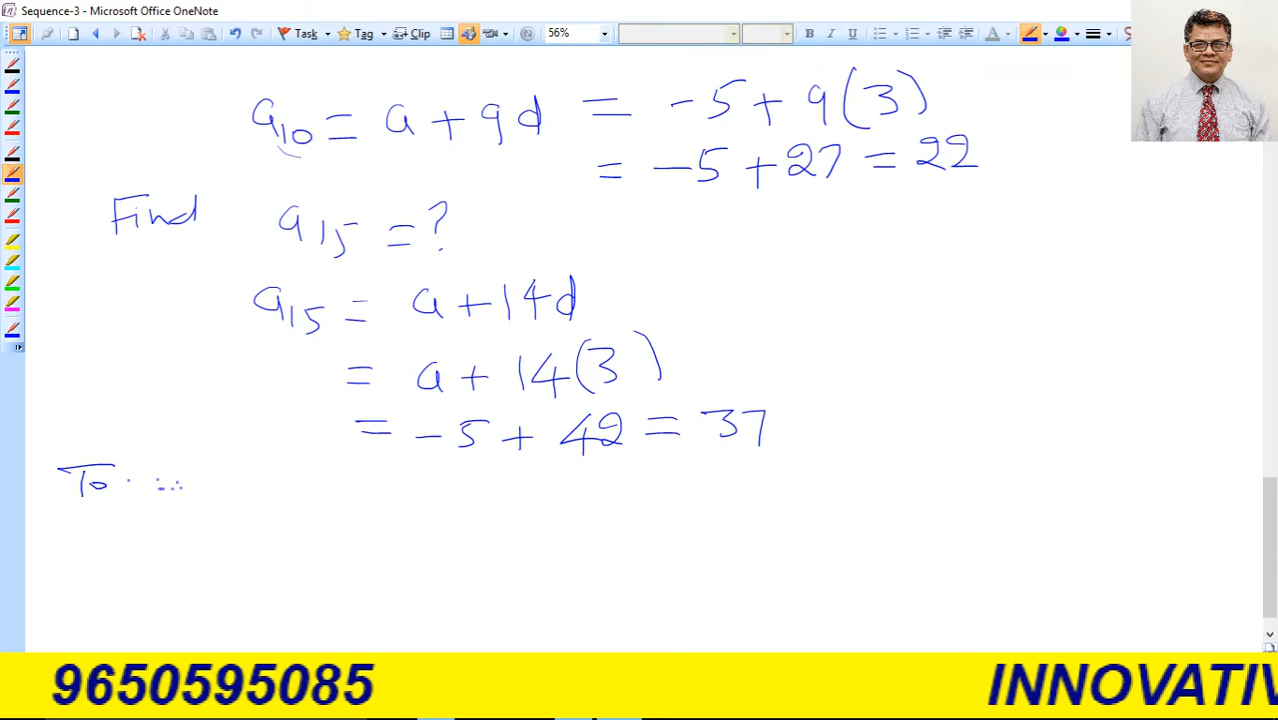 Sequence-3 - Microsoft Office OneNote
Task Tag Clip 56% B I U
a10 = a + 9d = -5 + 9(3)
= -5 + 27 = 22
Find a15 = ?
a15 = a + 14d
= a + 14(3)
= -5 + 42 = 37
To
9650595085 INNOVATIV